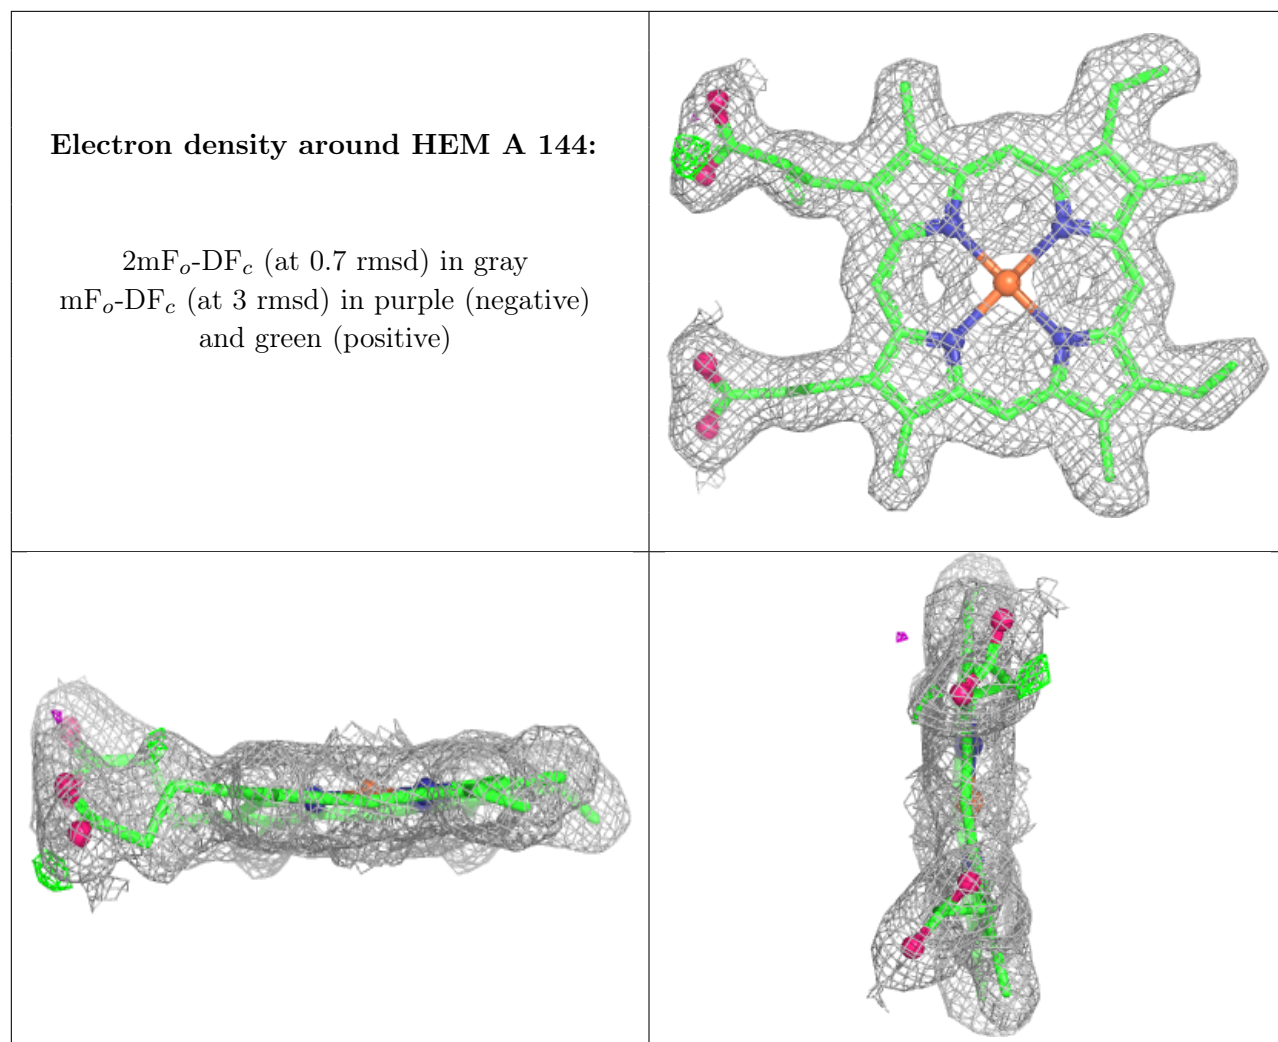 Electron density around HEM A 144:
2mFo-DFc (at 0.7 rmsd) in gray
mFo-DFc (at 3 rmsd) in purple (negative)
and green (positive)